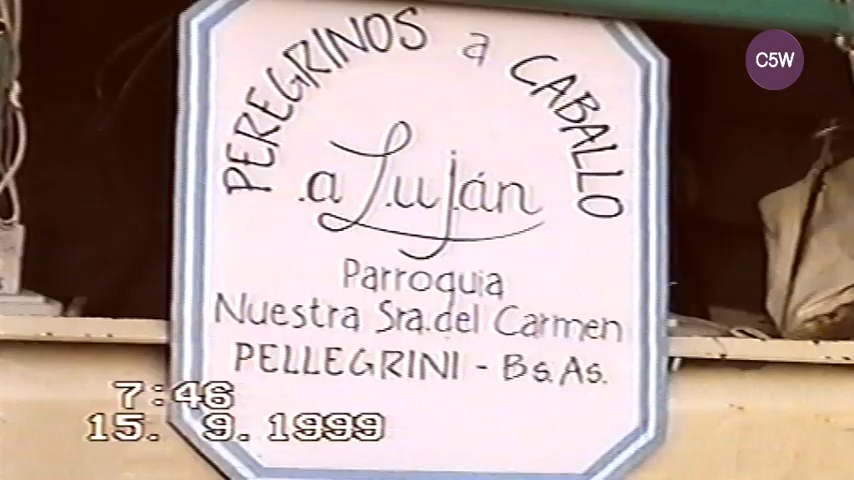 PEREGRINOS a CABALLO
a Luján
Parroquia
Nuestra Sra. del Carmen
PELLEGRINI - Bs. As.
7:46
15. 9. 1999
C5W